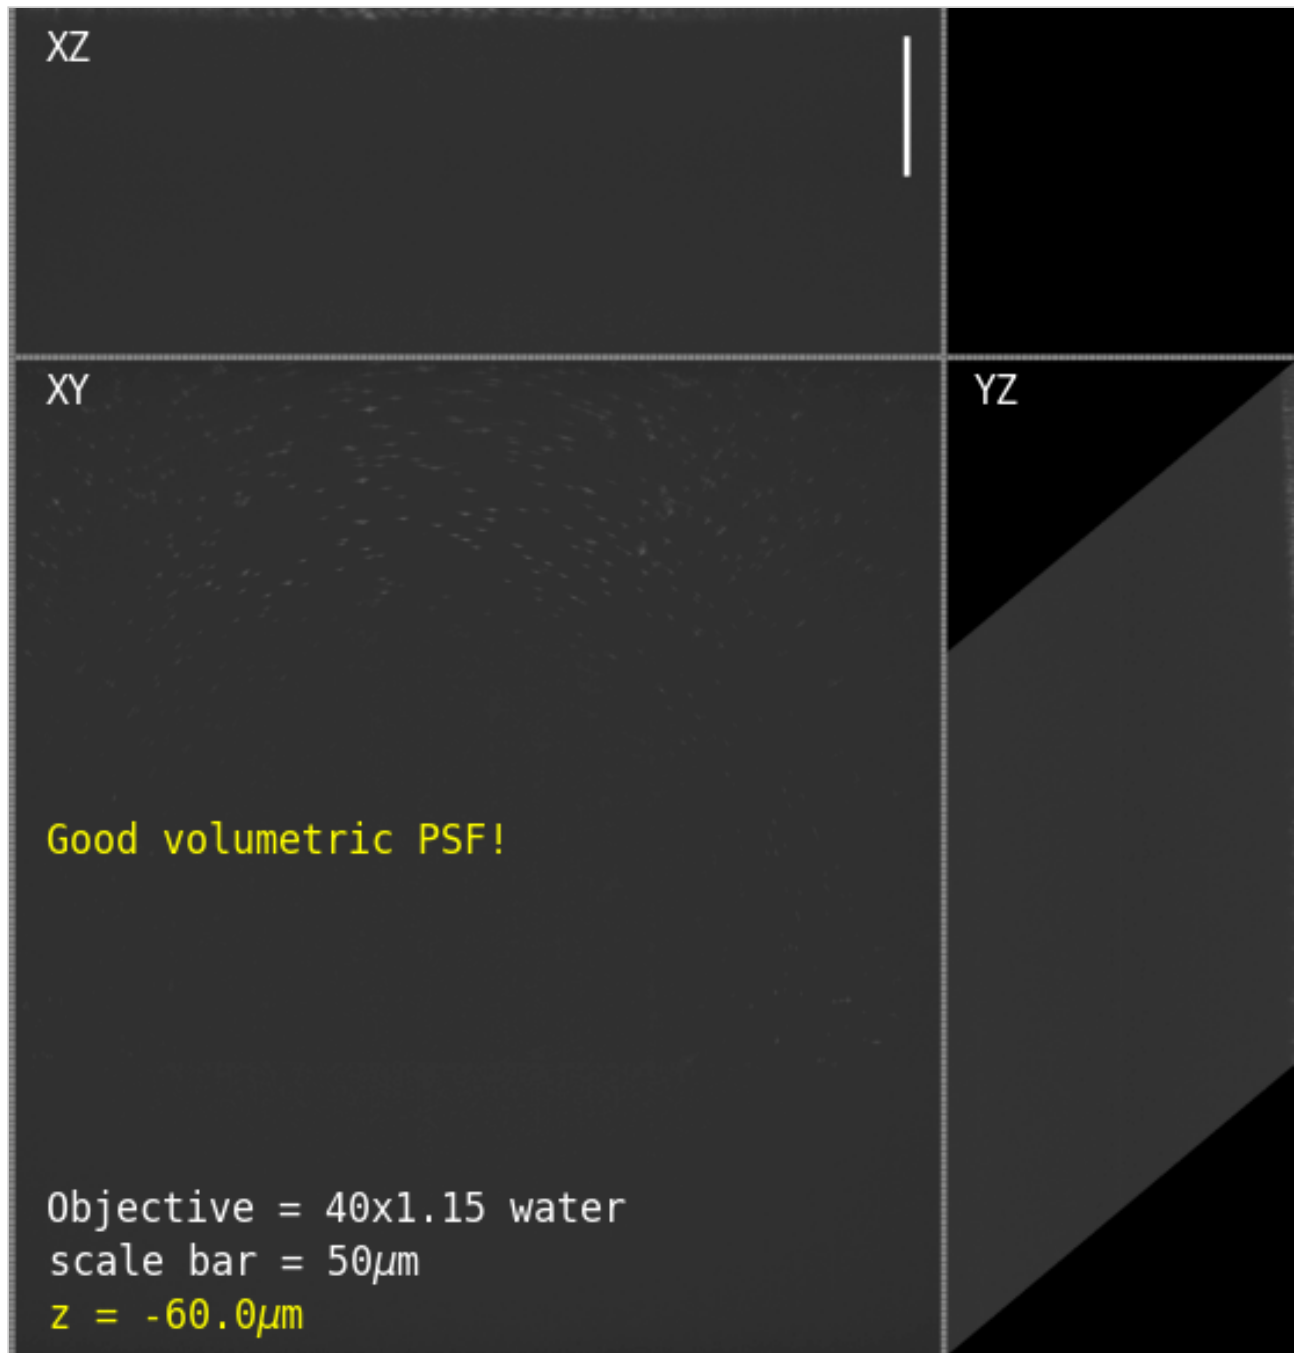 XZ
XY
YZ
Good volumetric PSF!
Objective = 40x1.15 water
scale bar = 50µm
z = -60.0µm